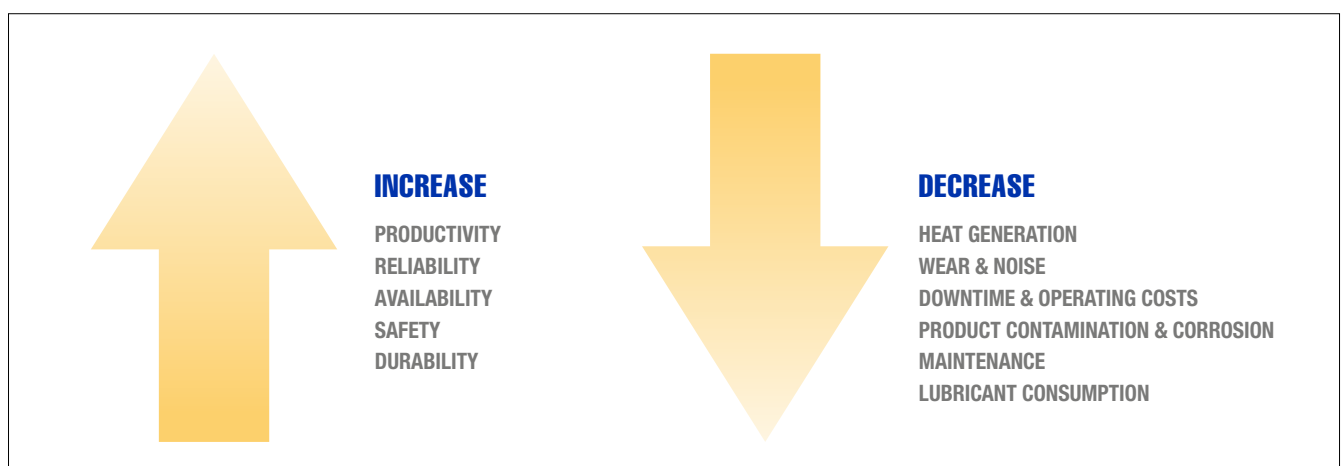 INCREASE
PRODUCTIVITY
RELIABILITY
AVAILABILITY
SAFETY
DURABILITY
DECREASE
HEAT GENERATION
WEAR & NOISE
DOWNTIME & OPERATING COSTS
PRODUCT CONTAMINATION & CORROSION
MAINTENANCE
LUBRICANT CONSUMPTION